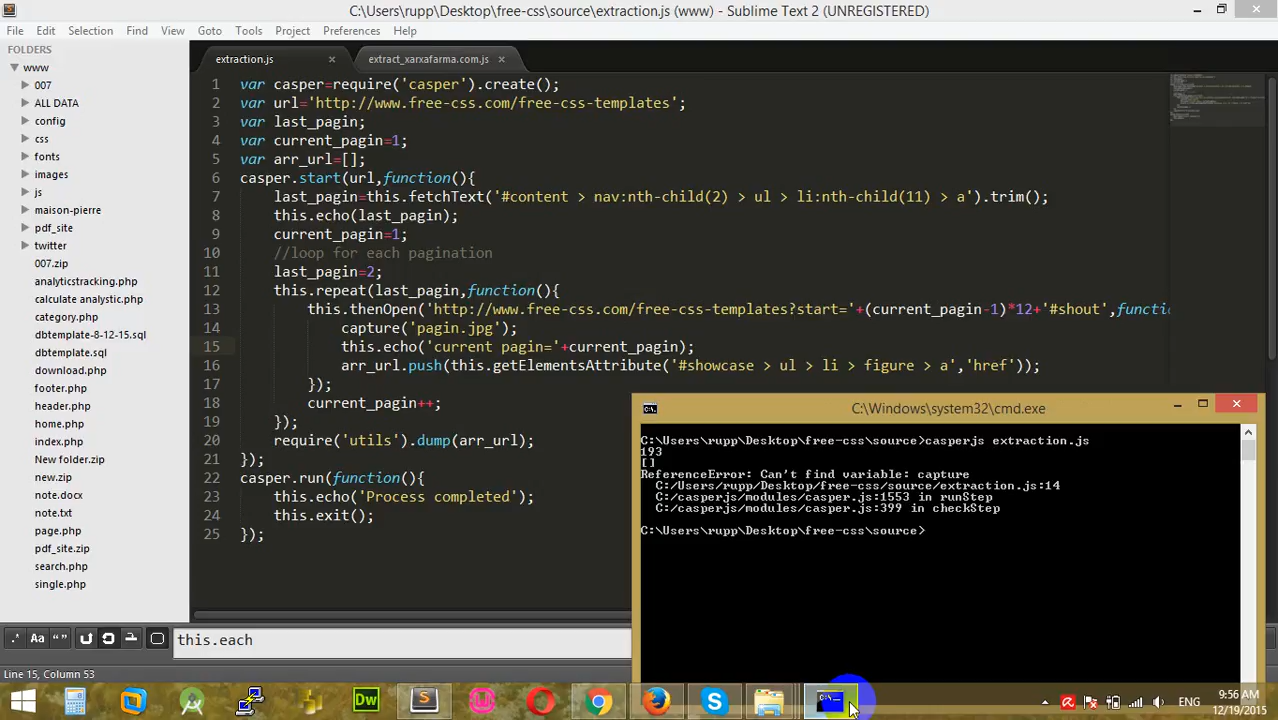 C:\Users\rupp\Desktop\free-css\source\extraction.js (www) - Sublime Text 2 (UNREGISTERED)
File Edit Selection Find View Goto Tools Project Preferences Help
FOLDERS
www
007
ALL DATA
config
css
fonts
images
js
maison-pierre
pdf_site
twitter
007.zip
analyticstracking.php
calculate analystic.php
category.php
dbtemplate-8-12-15.sql
dbtemplate.sql
download.php
footer.php
header.php
home.php
index.php
New folder.zip
new.zip
note.docx
note.txt
page.php
pdf_site.zip
search.php
single.php
extraction.js × extract_xarxafarma.com.js ×
1 var casper=require('casper').create();
2 var url='http://www.free-css.com/free-css-templates';
3 var last_pagin;
4 var current_pagin=1;
5 var arr_url=[];
6 casper.start(url,function(){
7 last_pagin=this.fetchText('#content > nav:nth-child(2) > ul > li:nth-child(11) > a').trim();
8 this.echo(last_pagin);
9 current_pagin=1;
10 //loop for each pagination
11 last_pagin=2;
12 this.repeat(last_pagin,function(){
13 this.thenOpen('http://www.free-css.com/free-css-templates?start='+(current_pagin-1)*12+'#shout',functi
14 capture('pagin.jpg');
15 this.echo('current pagin='+current_pagin);
16 arr_url.push(this.getElementsAttribute('#showcase > ul > li > figure > a','href'));
17 });
18 current_pagin++;
19 });
20 require('utils').dump(arr_url);
21 });
22 casper.run(function(){
23 this.echo('Process completed');
24 this.exit();
25 });
C:\Windows\system32\cmd.exe
C:\Users\rupp\Desktop\free-css\source>casperjs extraction.js
193
[]
ReferenceError: Can't find variable: capture
C:/Users/rupp/Desktop/free-css/source/extraction.js:14
C:/casperjs/modules/casper.js:1553 in runStep
C:/casperjs/modules/casper.js:399 in checkStep
C:\Users\rupp\Desktop\free-css\source>
.* Aa “ ”
this.each
Line 15, Column 53
Dw
S
ENG
9:56 AM
12/19/2015